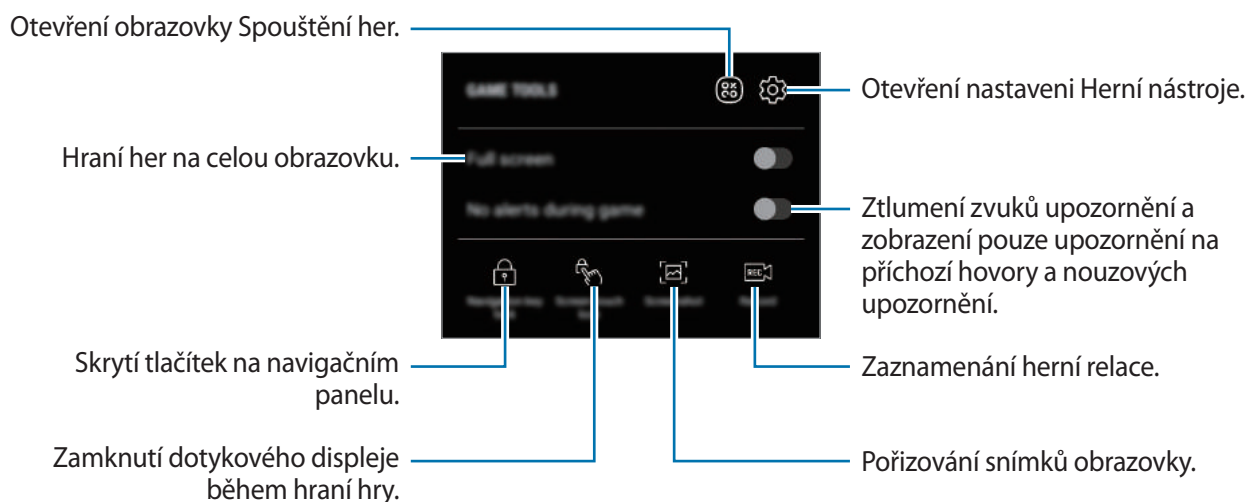 Otevření obrazovky Spouštění her.
GAME TOOLS
Otevření nastaveni Herní nástroje.
Hraní her na celou obrazovku.
Full screen
No alerts during game
Ztlumení zvuků upozornění a
zobrazení pouze upozornění na
příchozí hovory a nouzových
upozornění.
REC
Skrytí tlačítek na navigačním
panelu.
Zaznamenání herní relace.
Zamknutí dotykového displeje
během hraní hry.
Pořizování snímků obrazovky.